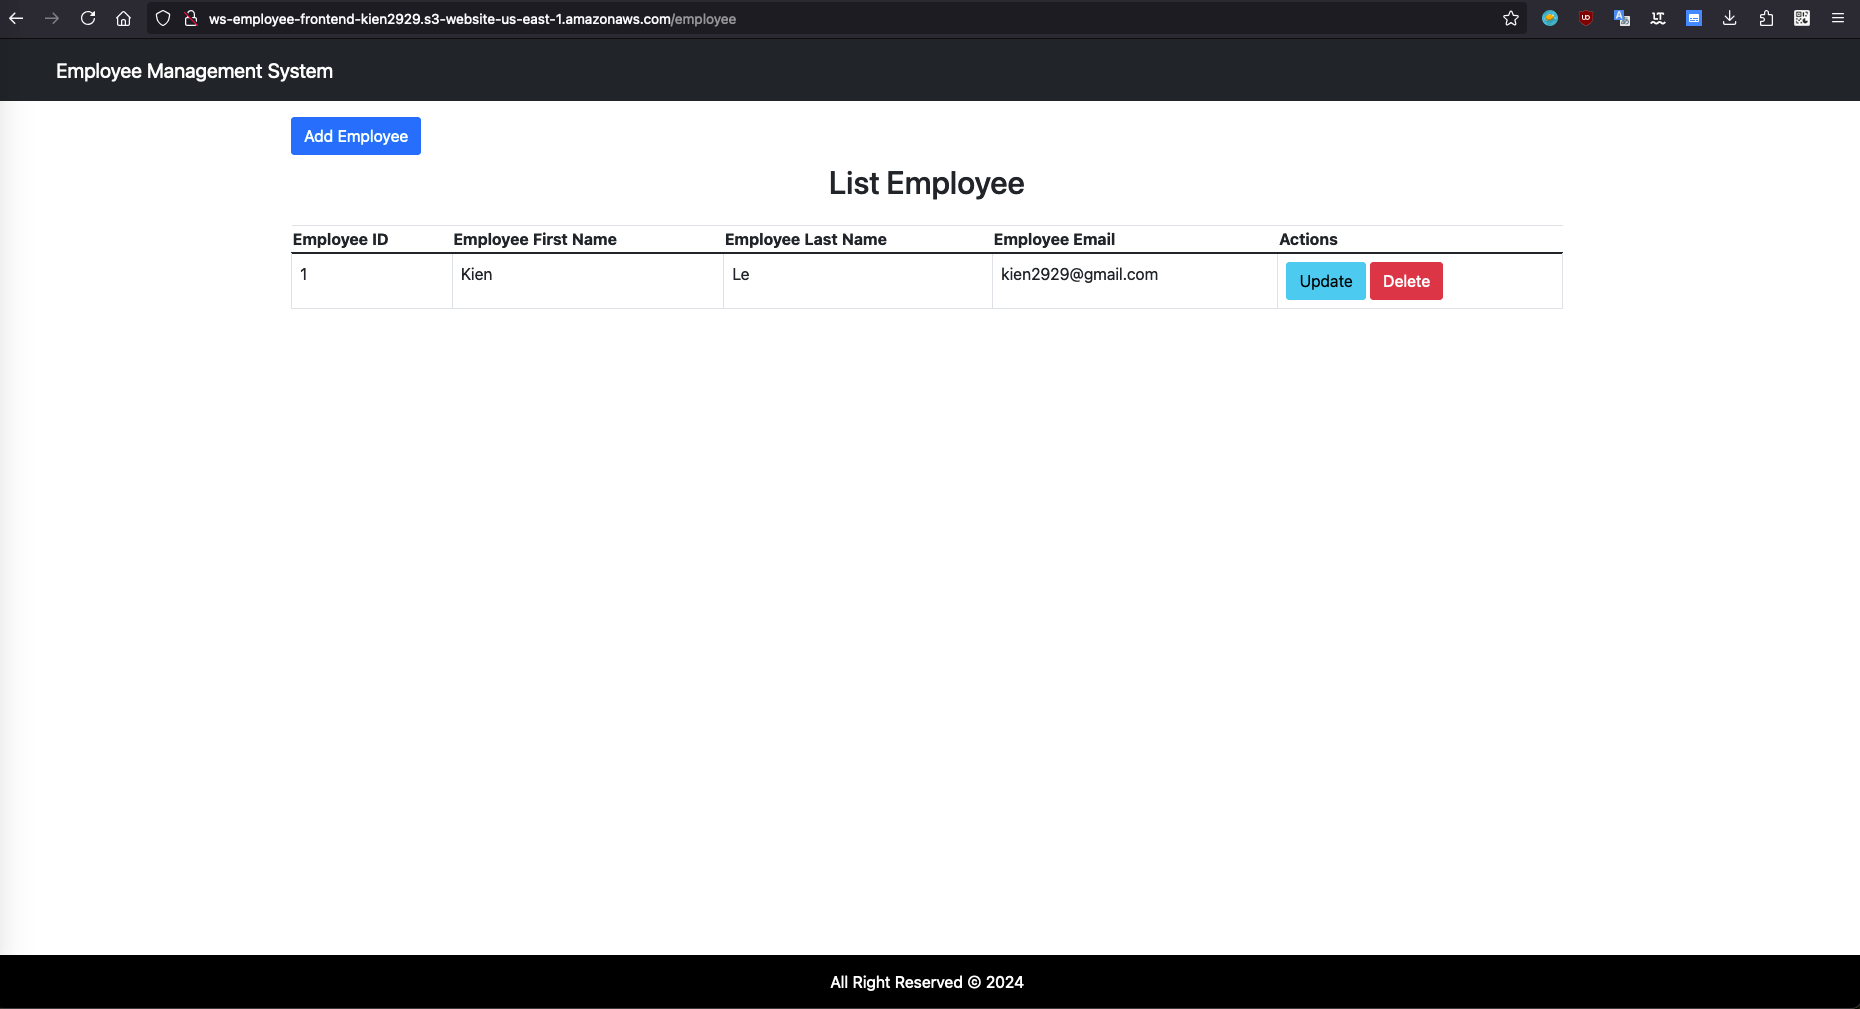 ws-employee-frontend-kien2929.s3-website-us-east-1.amazonaws.com/employee
Employee Management System
Add Employee
List Employee
Employee ID Employee First Name Employee Last Name Employee Email Actions
1 Kien Le kien2929@gmail.com Update Delete
All Right Reserved © 2024